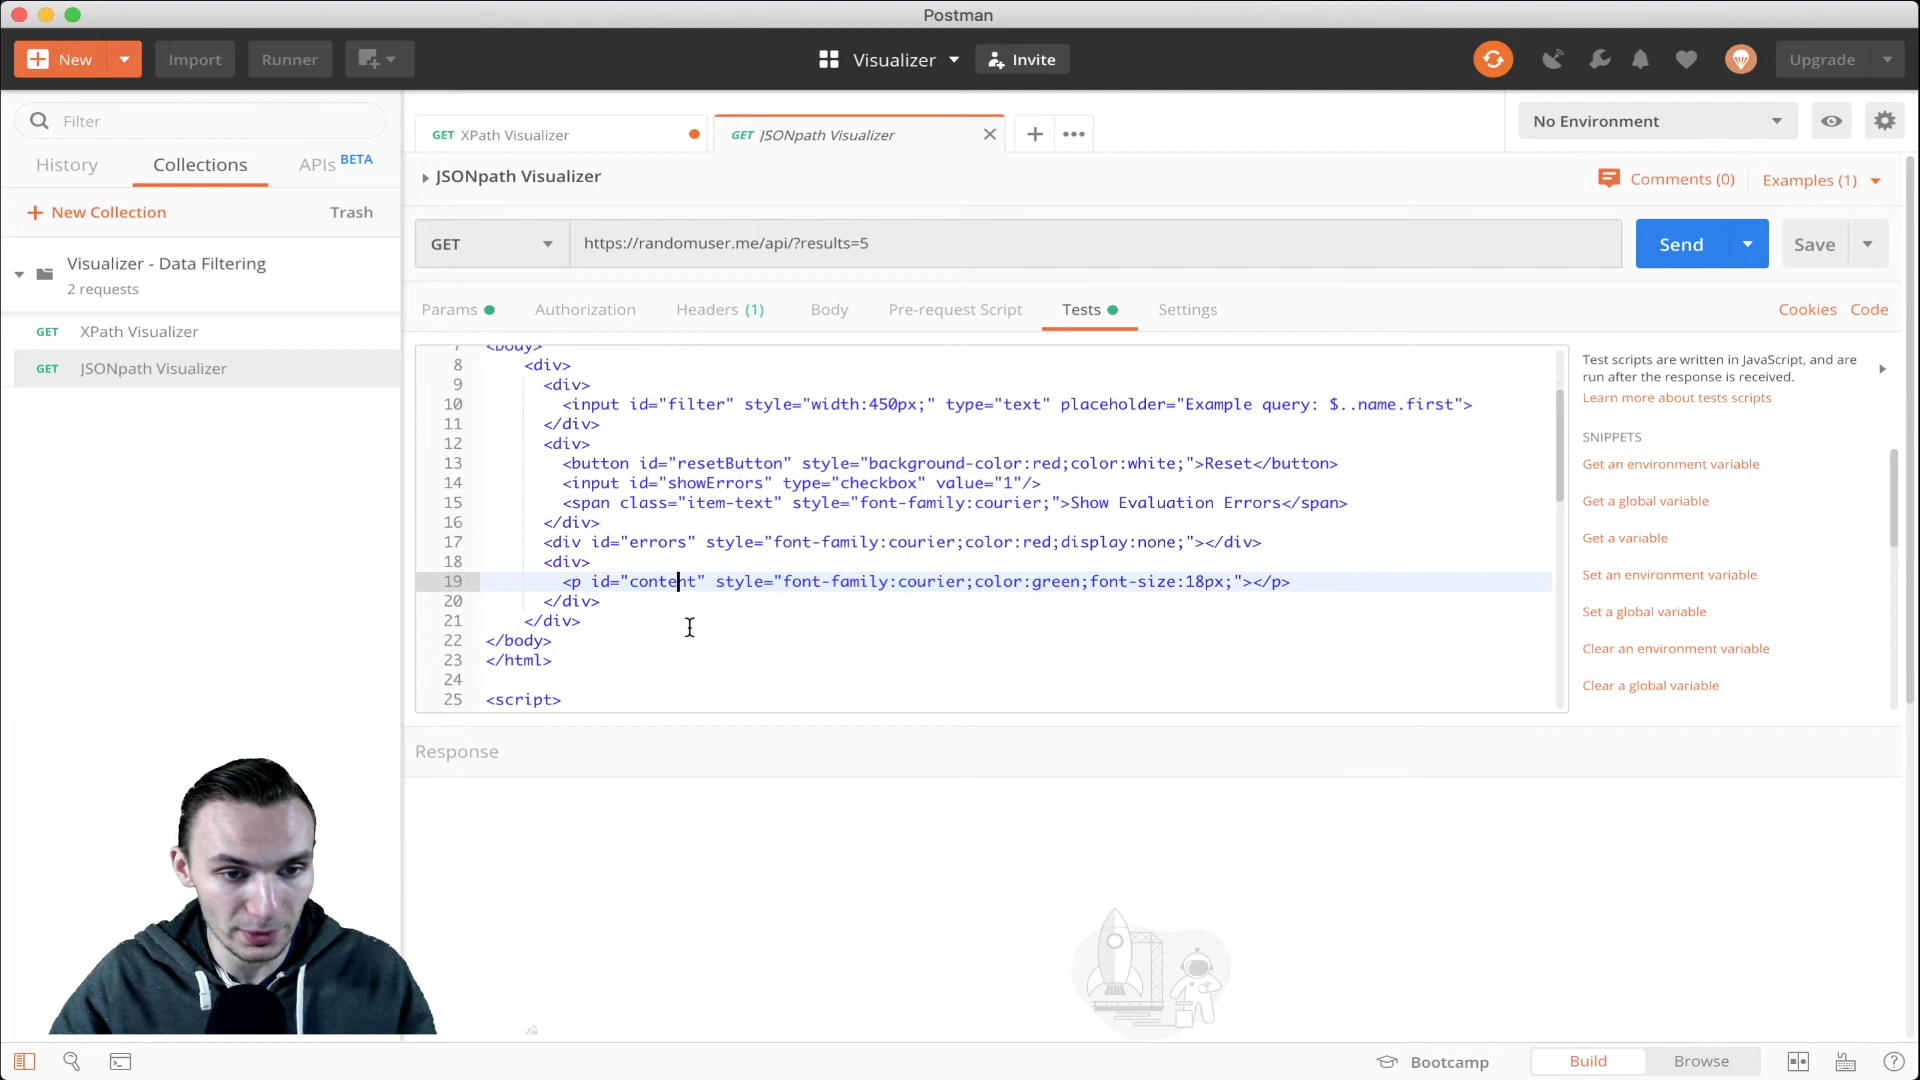 Postman
New
Import
Runner
Visualizer
Invite
Upgrade
Filter
History
Collections
APIs BETA
New Collection
Trash
Visualizer - Data Filtering
2 requests
GET XPath Visualizer
GET JSONpath Visualizer
GET XPath Visualizer
GET JSONpath Visualizer
No Environment
JSONpath Visualizer
Comments (0)
Examples (1)
GET
https://randomuser.me/api/?results=5
Send
Save
Params
Authorization
Headers (1)
Body
Pre-request Script
Tests
Settings
Cookies
Code
7 <body>
8 <div>
9 <div>
10 <input id="filter" style="width:450px;" type="text" placeholder="Example query: $..name.first">
11 </div>
12 <div>
13 <button id="resetButton" style="background-color:red;color:white;">Reset</button>
14 <input id="showErrors" type="checkbox" value="1"/>
15 <span class="item-text" style="font-family:courier;">Show Evaluation Errors</span>
16 </div>
17 <div id="errors" style="font-family:courier;color:red;display:none;"></div>
18 <div>
19 <p id="content" style="font-family:courier;color:green;font-size:18px;"></p>
20 </div>
21 </div>
22 </body>
23 </html>
24
25 <script>
Test scripts are written in JavaScript, and are
run after the response is received.
Learn more about tests scripts
SNIPPETS
Get an environment variable
Get a global variable
Get a variable
Set an environment variable
Set a global variable
Clear an environment variable
Clear a global variable
Response
Bootcamp
Build
Browse